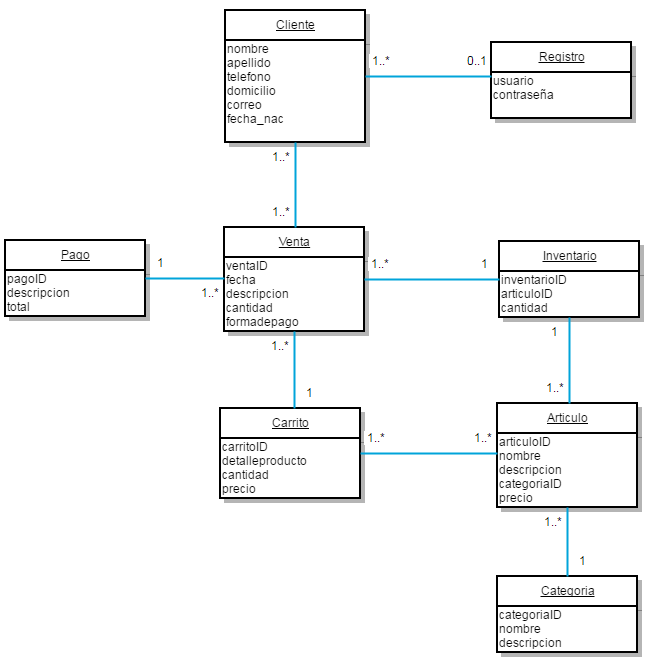 Cliente
nombre
apellido
telefono
domicilio
correo
fecha_nac
1..*
0..1
Registro
usuario
contraseña
1..*
1..*
Pago
pagoID
descripcion
total
1
1..*
Venta
ventaID
fecha
descripcion
cantidad
formadepago
1..*
1
Inventario
inventarioID
articuloID
cantidad
1..*
1
1
1..*
Carrito
carritoID
detalleproducto
cantidad
precio
1..*
1..*
Articulo
articuloID
nombre
descripcion
categoriaID
precio
1..*
1
Categoria
categoriaID
nombre
descripcion